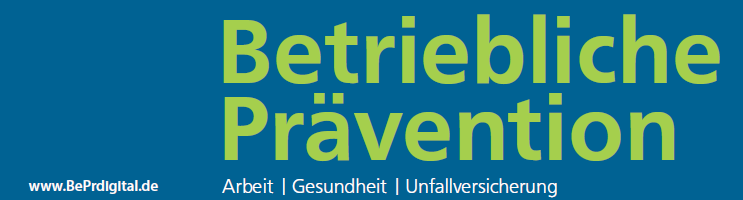 Betriebliche
Prävention
www.BePrdigital.de
Arbeit | Gesundheit | Unfallversicherung